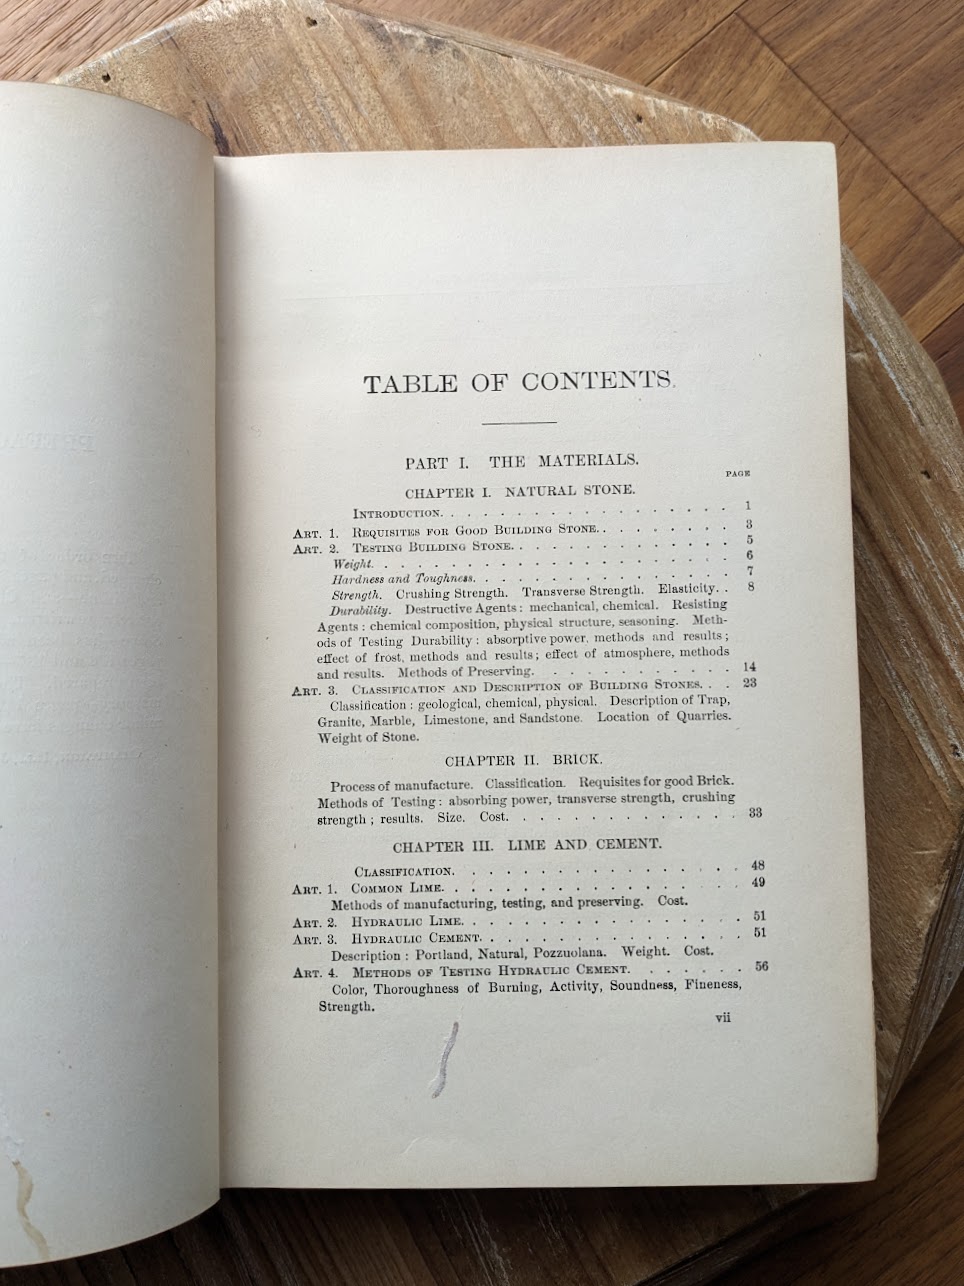 TABLE OF CONTENTS.
PART I. THE MATERIALS.
PAGE
CHAPTER I. NATURAL STONE.
INTRODUCTION. . . . . . . . . . . . . . . . . . 1
ART. 1. REQUISITES FOR GOOD BUILDING STONE. . . . . . . . . 3
ART. 2. TESTING BUILDING STONE. . . . . . . . . . . . . . 5
Weight. . . . . . . . . . . . . . . . . . . . . 6
Hardness and Toughness. . . . . . . . . . . . . . . 7
Strength. Crushing Strength. Transverse Strength. Elasticity. . 8
Durability. Destructive Agents: mechanical, chemical. Resisting
Agents: chemical composition, physical structure, seasoning. Meth-
ods of Testing Durability: absorptive power, methods and results;
effect of frost, methods and results; effect of atmosphere, methods
and results. Methods of Preserving. . . . . . . . . . . 14
ART. 3. CLASSIFICATION AND DESCRIPTION OF BUILDING STONES. . . 23
Classification: geological, chemical, physical. Description of Trap,
Granite, Marble, Limestone, and Sandstone. Location of Quarries.
Weight of Stone.
CHAPTER II. BRICK.
Process of manufacture. Classification. Requisites for good Brick.
Methods of Testing: absorbing power, transverse strength, crushing
strength; results. Size. Cost. . . . . . . . . . . . . 33
CHAPTER III. LIME AND CEMENT.
CLASSIFICATION. . . . . . . . . . . . . . . . . 48
ART. 1. COMMON LIME. . . . . . . . . . . . . . . . . 49
Methods of manufacturing, testing, and preserving. Cost.
ART. 2. HYDRAULIC LIME. . . . . . . . . . . . . . . . 51
ART. 3. HYDRAULIC CEMENT. . . . . . . . . . . . . . . 51
Description: Portland, Natural, Pozzuolana. Weight. Cost.
ART. 4. METHODS OF TESTING HYDRAULIC CEMENT. . . . . . . 56
Color, Thoroughness of Burning, Activity, Soundness, Fineness,
Strength.
vii